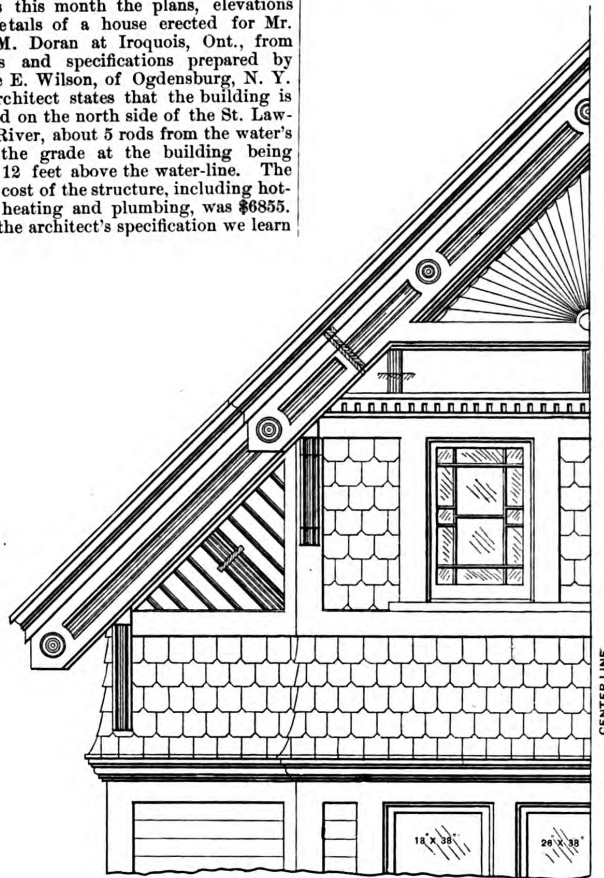 this month the plans, elevations
etails of a house erected for Mr.
M. Doran at Iroquois, Ont., from
s and specifications prepared by
e E. Wilson, of Ogdensburg, N. Y.
rchitect states that the building is
d on the north side of the St. Law-
River, about 5 rods from the water's
the grade at the building being
12 feet above the water-line. The
cost of the structure, including hot-
heating and plumbing, was $6855.
the architect's specification we learn
CENTER LINE
18" X 38"
26" X 38"